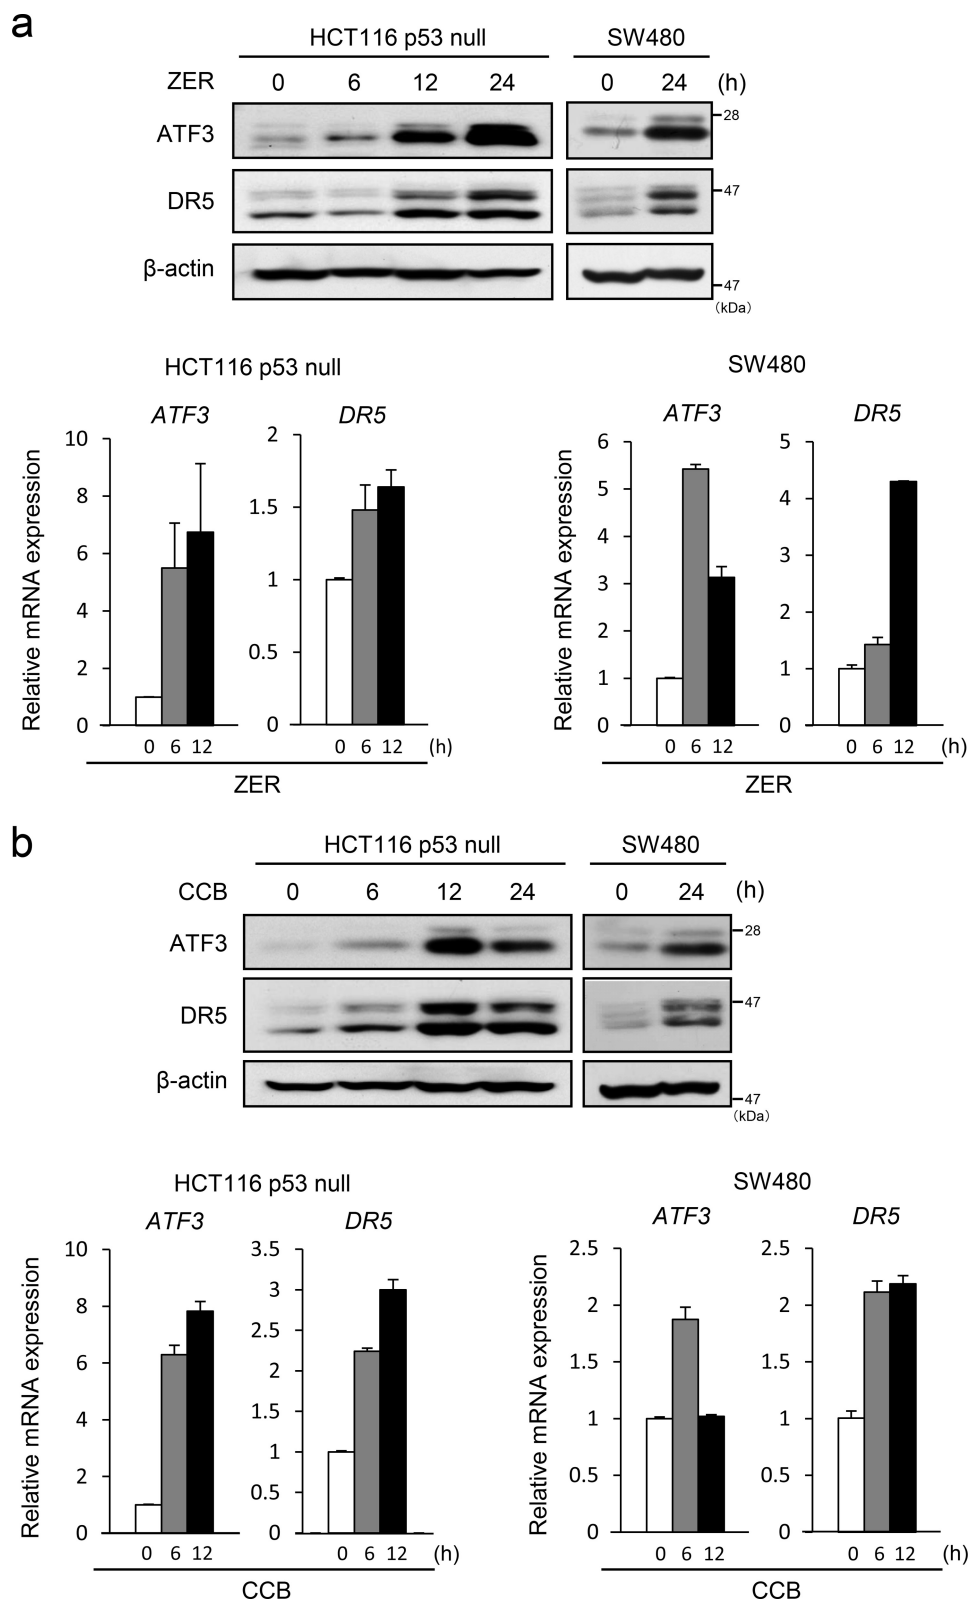 a
HCT116 p53 null SW480
ZER 0 6 12 24 0 24 (h)
ATF3 28
DR5 47
β-actin
47
(kDa)
HCT116 p53 null SW480
ATF3 DR5 ATF3 DR5
Relative mRNA expression
10
8
6
4
2
0
0 6 12
2
1.5
1
0.5
0
0 6 12 (h)
ZER
Relative mRNA expression
6
5
4
3
2
1
0
0 6 12
5
4
3
2
1
0
0 6 12 (h)
ZER
b
HCT116 p53 null SW480
CCB 0 6 12 24 0 24 (h)
ATF3 28
DR5 47
β-actin
47
(kDa)
HCT116 p53 null SW480
ATF3 DR5 ATF3 DR5
Relative mRNA expression
10
8
6
4
2
0
0 6 12
3.5
3
2.5
2
1.5
1
0.5
0
0 6 12 (h)
CCB
Relative mRNA expression
2.5
2
1.5
1
0.5
0
0 6 12
2.5
2
1.5
1
0.5
0
0 6 12 (h)
CCB